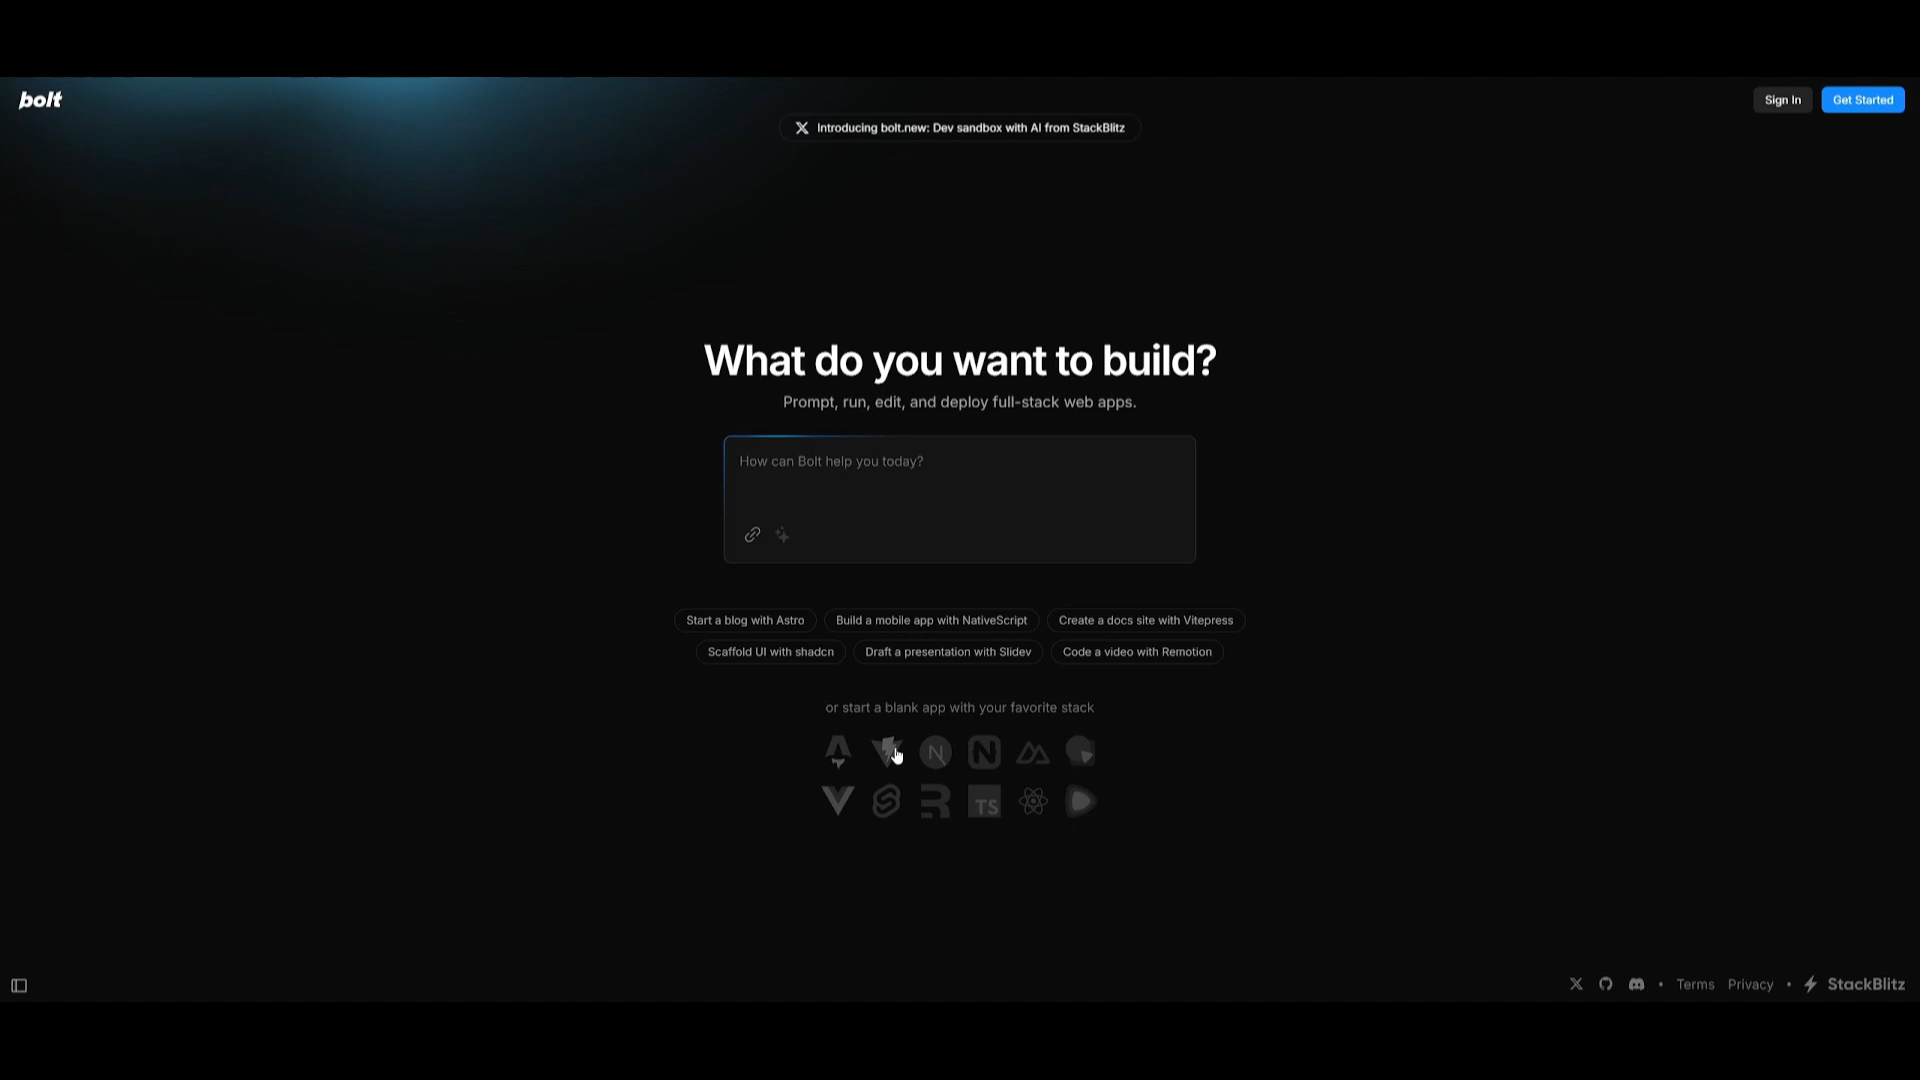 bolt
Sign In
Get Started
Introducing bolt.new: Dev sandbox with AI from StackBlitz
What do you want to build?
Prompt, run, edit, and deploy full-stack web apps.
How can Bolt help you today?
Start a blog with Astro
Build a mobile app with NativeScript
Create a docs site with Vitepress
Scaffold UI with shadcn
Draft a presentation with Slidev
Code a video with Remotion
or start a blank app with your favorite stack
N
N
TS
• Terms Privacy • StackBlitz